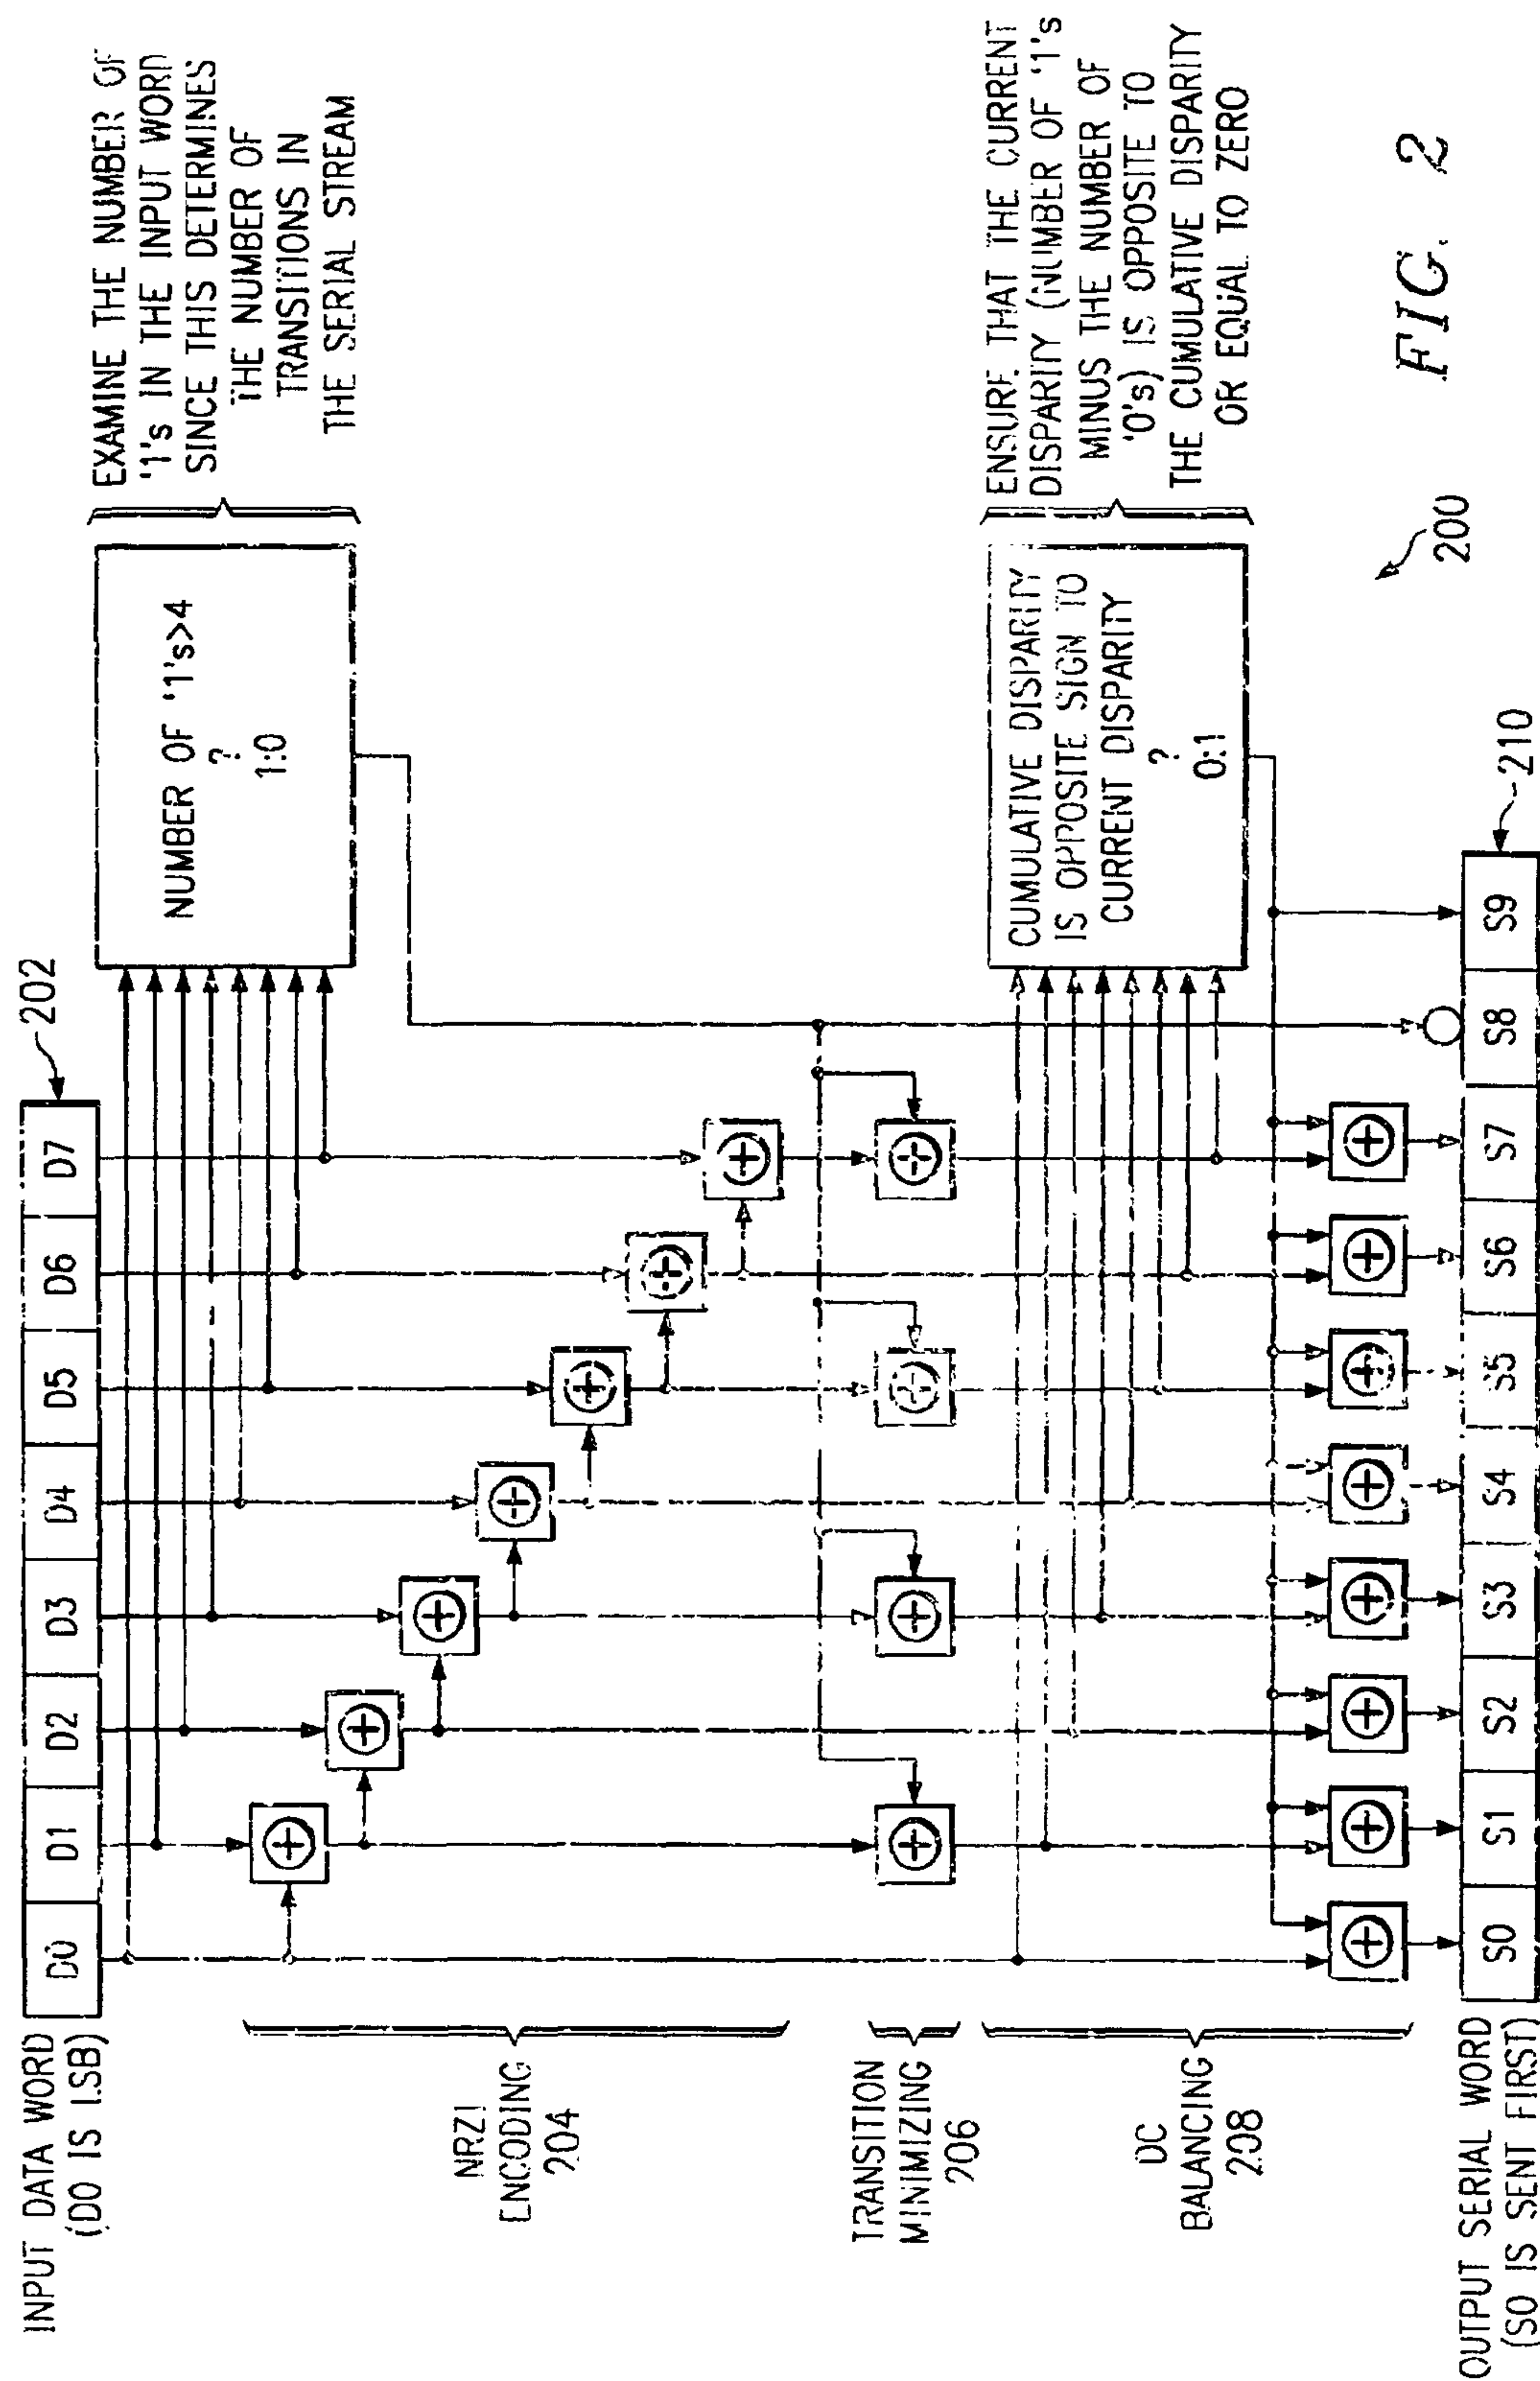 INPUT DATA WORD
(D0 IS LSB)
D0 D1 D2 D3 D4 D5 D6 D7
202
NUMBER OF '1's>4
?
1:0
EXAMINE THE NUMBER OF
'1's IN THE INPUT WORD
SINCE THIS DETERMINES
THE NUMBER OF
TRANSITIONS IN
THE SERIAL STREAM
NRZI
ENCODING
204
TRANSITION
MINIMIZING
206
DC
BALANCING
208
CUMULATIVE DISPARITY
IS OPPOSITE SIGN TO
CURRENT DISPARITY
?
0:1
ENSURE THAT THE CURRENT
DISPARITY (NUMBER OF '1's
MINUS THE NUMBER OF
'0's) IS OPPOSITE TO
THE CUMULATIVE DISPARITY
OR EQUAL TO ZERO
OUTPUT SERIAL WORD
(S0 IS SENT FIRST)
S0 S1 S2 S3 S4 S5 S6 S7 S8 S9
210
200
FIG. 2